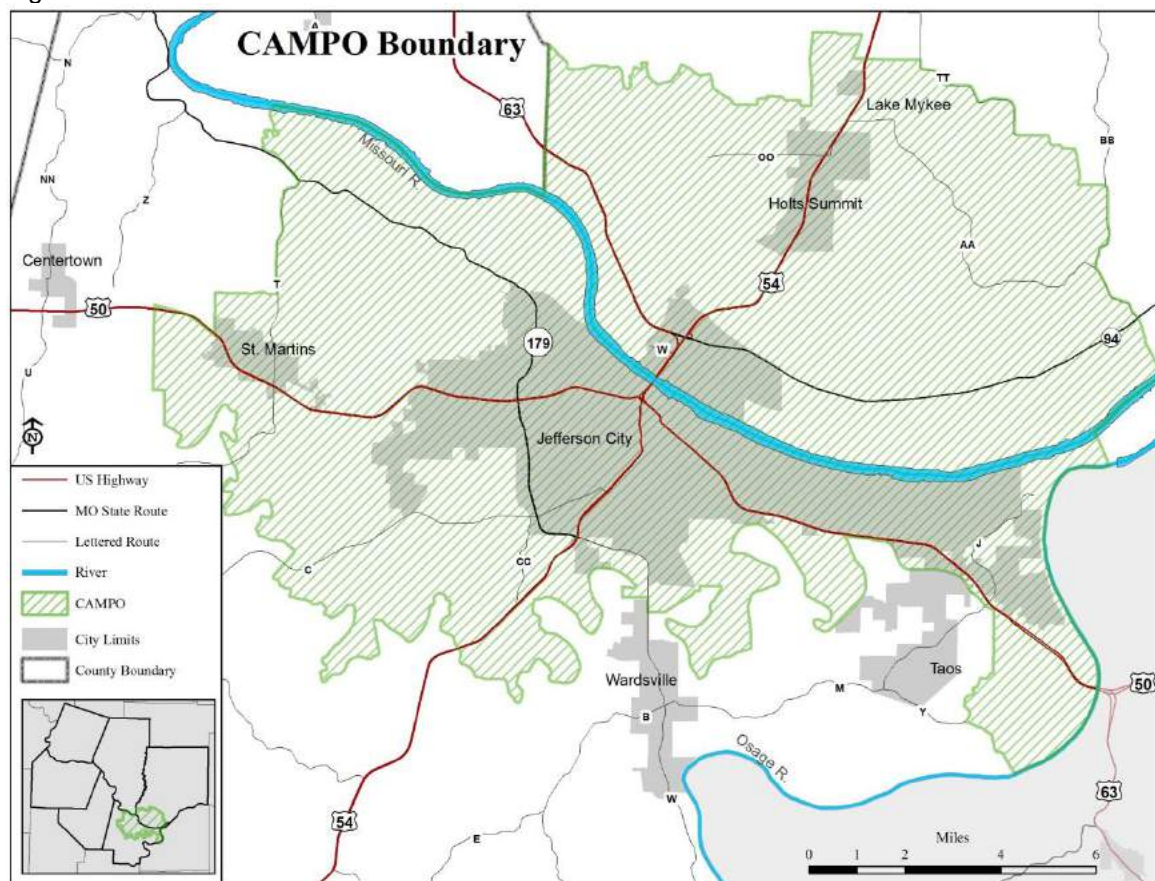 CAMPO Boundary
A
N
63
TT
Lake Mykee
Missouri R.
OO
BB
NN
Z
Holts Summit
Centertown
AA
T
54
50
94
179
St. Martins
W
U
N
Jefferson City
US Highway
MO State Route
Lettered Route
River
CAMPO
City Limits
County Boundary
J
C
CC
Wardsville
Taos
50
M
B
Y
Osage R.
63
W
54
E
Miles
0 1 2 4 6